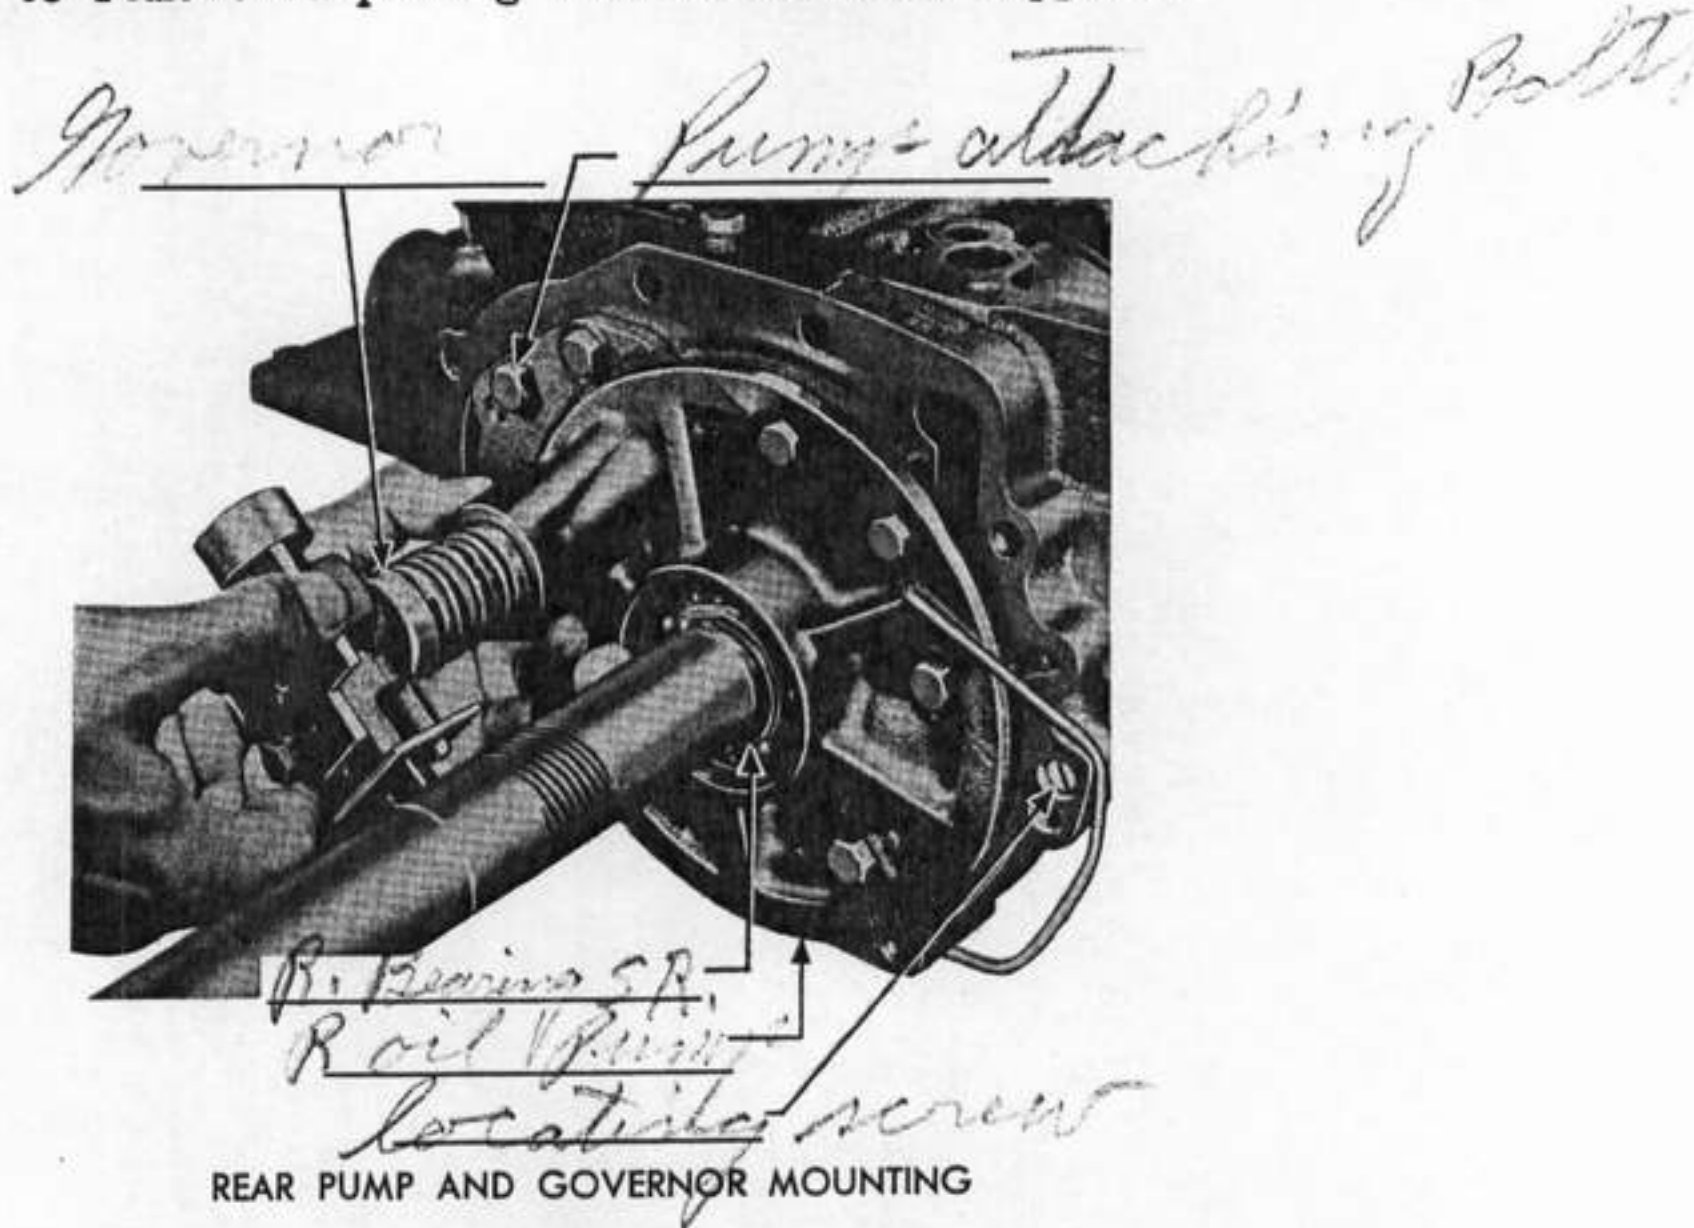 Governor
Pump attaching Bolts
R. Bearing S.R.
R oil Pump
locating screw
REAR PUMP AND GOVERNOR MOUNTING